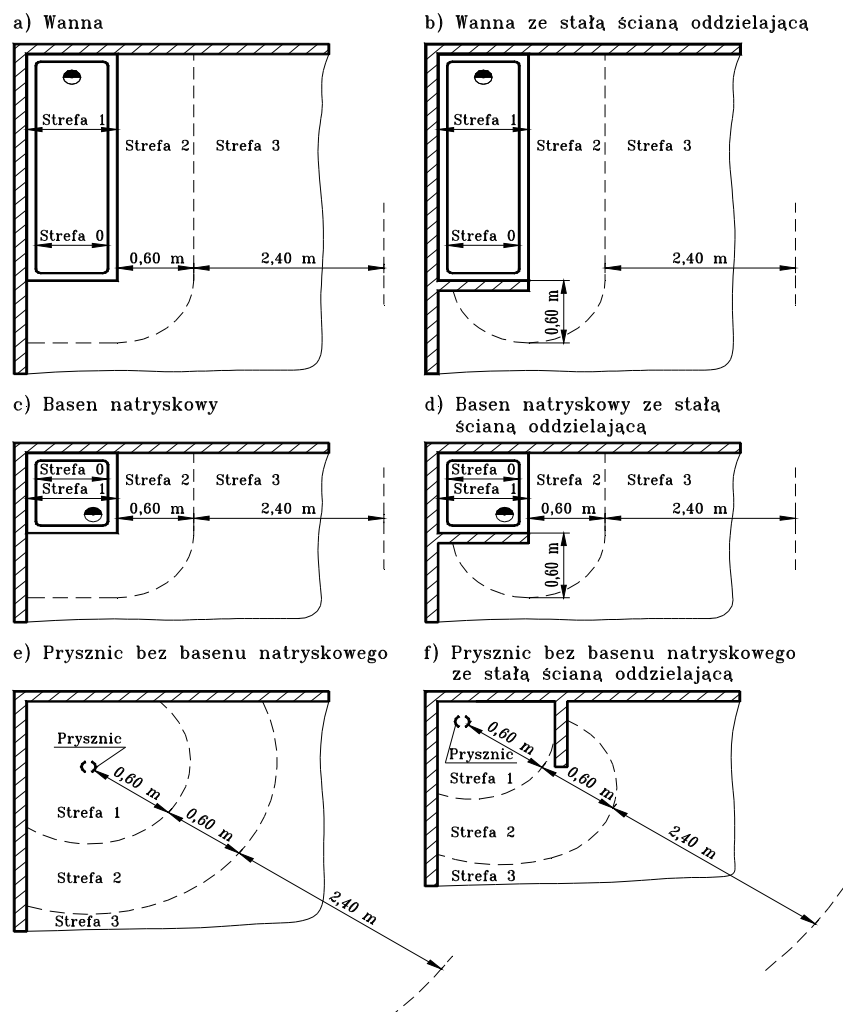 a) Wanna
Strefa 1
Strefa 2
Strefa 3
Strefa 0
0,60 m
2,40 m
b) Wanna ze stałą ścianą oddzielającą
Strefa 1
Strefa 2
Strefa 3
Strefa 0
2,40 m
0,60 m
c) Basen natryskowy
Strefa 0
Strefa 1
Strefa 2
Strefa 3
0,60 m
2,40 m
d) Basen natryskowy ze stałą
ścianą oddzielającą
Strefa 0
Strefa 1
Strefa 2
Strefa 3
0,60 m
2,40 m
0,60 m
e) Prysznic bez basenu natryskowego
Prysznic
0,60 m
Strefa 1
0,60 m
Strefa 2
2,40 m
Strefa 3
f) Prysznic bez basenu natryskowego
ze stałą ścianą oddzielającą
0,60 m
Prysznic
Strefa 1
0,60 m
Strefa 2
2,40 m
Strefa 3